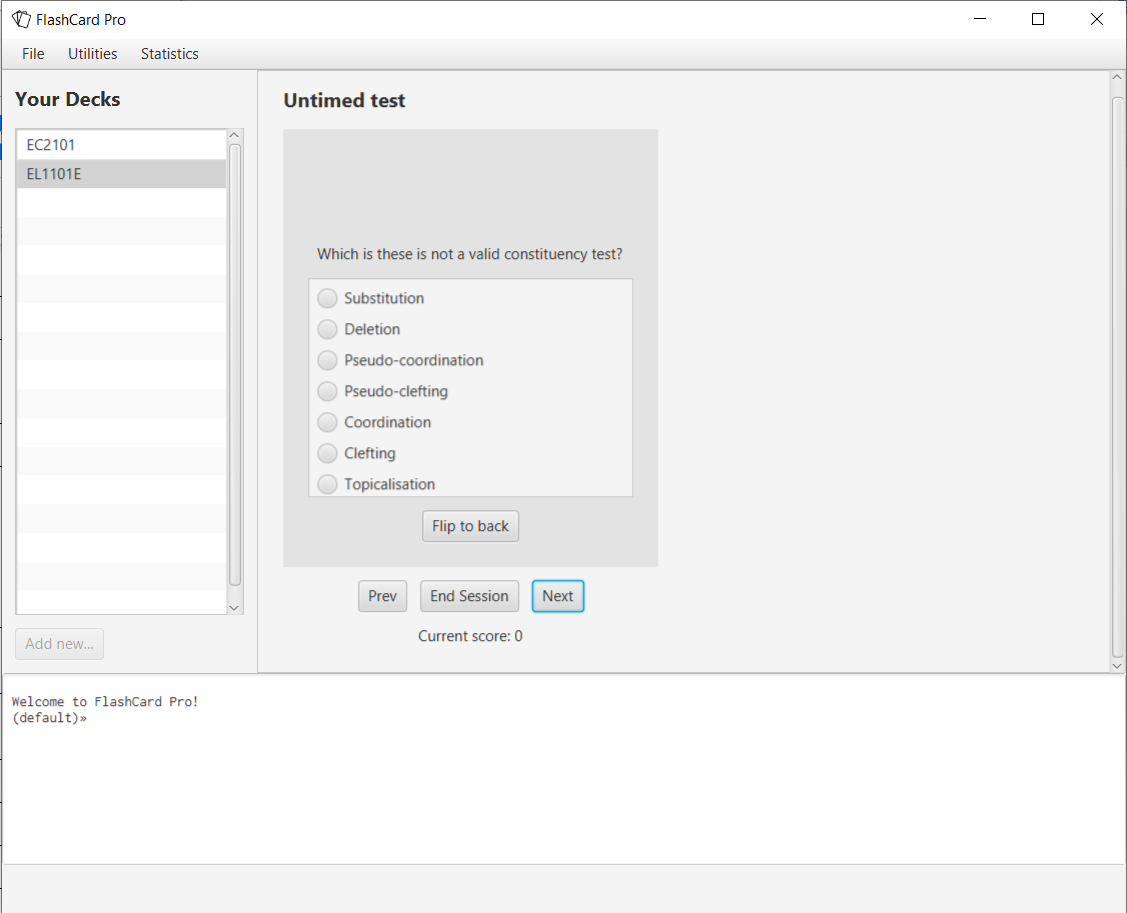 FlashCard Pro
File Utilities Statistics
Your Decks
EC2101
EL1101E
Add new...
Untimed test
Which is these is not a valid constituency test?
Substitution
Deletion
Pseudo-coordination
Pseudo-clefting
Coordination
Clefting
Topicalisation
Flip to back
Prev End Session Next
Current score: 0
Welcome to FlashCard Pro!
(default)»